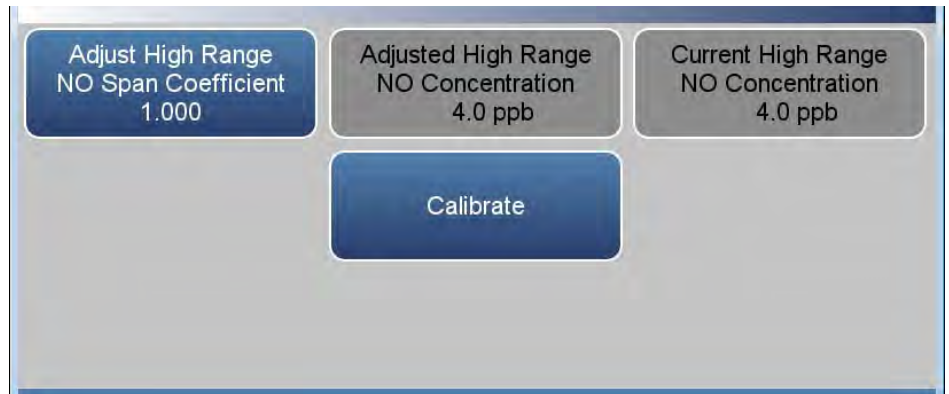 Adjust High Range
NO Span Coefficient
1.000
Adjusted High Range
NO Concentration
4.0 ppb
Current High Range
NO Concentration
4.0 ppb
Calibrate